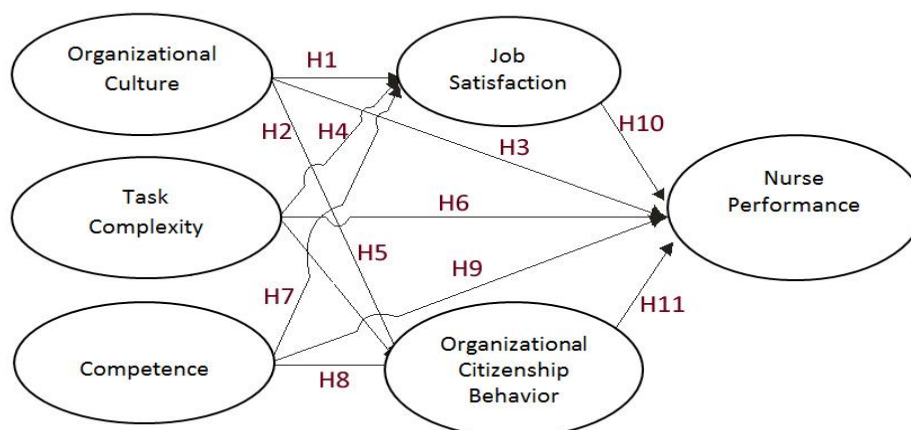 Organizational
Culture
H1
Job
Satisfaction
H2
H4
H3
H10
Task
Complexity
H6
Nurse
Performance
H5
H7
H9
H11
Competence
H8
Organizational
Citizenship
Behavior